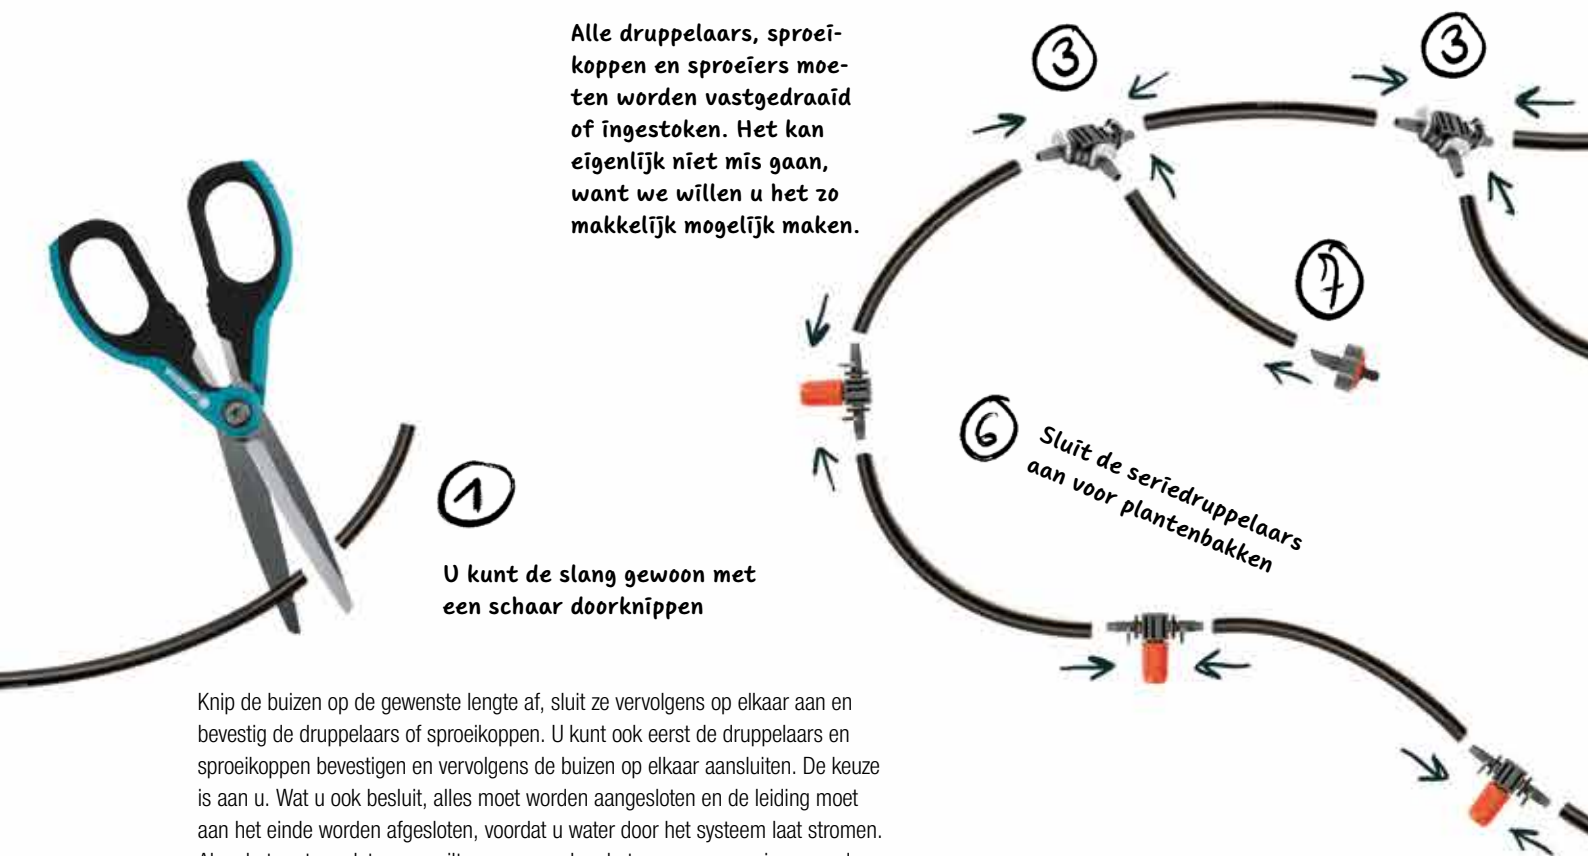 Alle druppelaars, sproei-
koppen en sproeiers moe-
ten worden vastgedraaid
of ingestoken. Het kan
eigenlijk niet mis gaan,
want we willen u het zo
makkelijk mogelijk maken.
3
3
7
6
Sluit de seriedruppelaars
aan voor plantenbakken
1
U kunt de slang gewoon met
een schaar doorknippen
Knip de buizen op de gewenste lengte af, sluit ze vervolgens op elkaar aan en
bevestig de druppelaars of sproeikoppen. U kunt ook eerst de druppelaars en
sproeikoppen bevestigen en vervolgens de buizen op elkaar aansluiten. De keuze
is aan u. Wat u ook besluit, alles moet worden aangesloten en de leiding moet
aan het einde worden afgesloten, voordat u water door het systeem laat stromen.